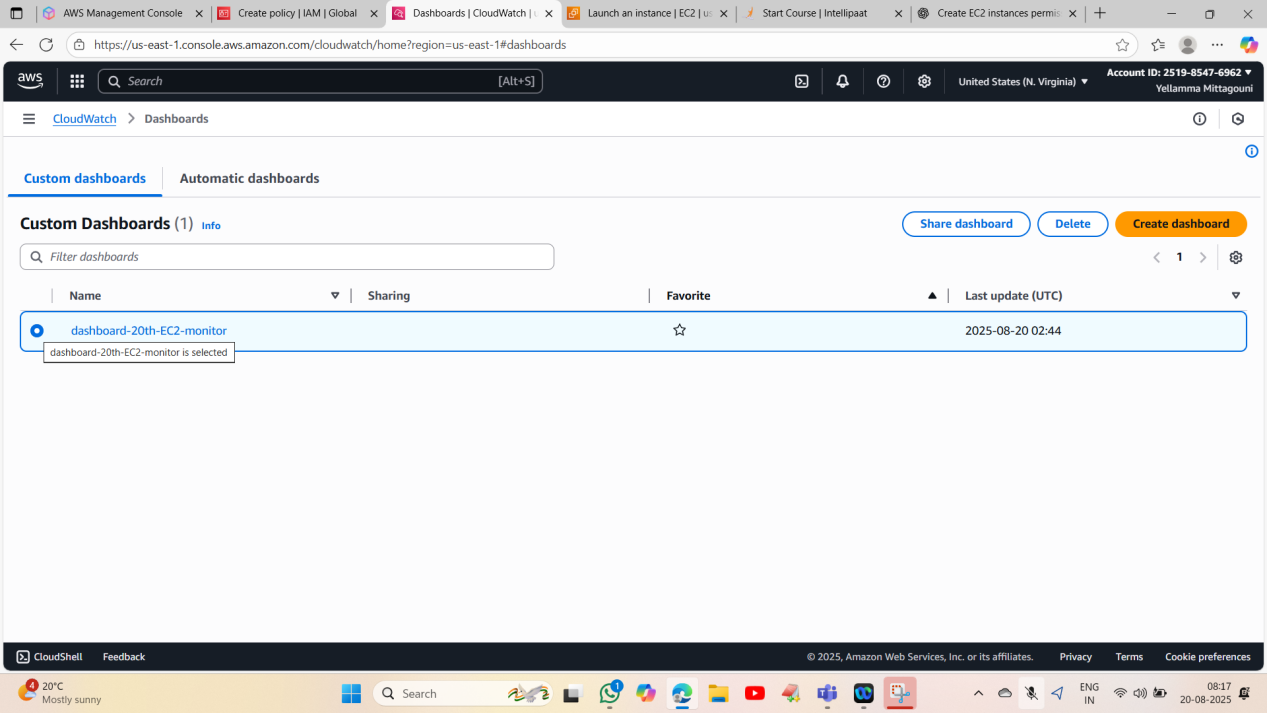 AWS Management Console
Create policy | IAM | Global
Dashboards | CloudWatch | u
Launch an instance | EC2 | us
Start Course | Intellipaat
Create EC2 instances permis
https://us-east-1.console.aws.amazon.com/cloudwatch/home?region=us-east-1#dashboards
aws
Search
[Alt+S]
United States (N. Virginia)
Account ID: 2519-8547-6962
Yellamma Mittagouni
CloudWatch
Dashboards
Custom dashboards
Automatic dashboards
Custom Dashboards (1) Info
Share dashboard
Delete
Create dashboard
Filter dashboards
1
Name
Sharing
Favorite
Last update (UTC)
dashboard-20th-EC2-monitor
2025-08-20 02:44
dashboard-20th-EC2-monitor is selected
CloudShell
Feedback
© 2025, Amazon Web Services, Inc. or its affiliates.
Privacy
Terms
Cookie preferences
4
20°C
Mostly sunny
Search
1
ENG
IN
08:17
20-08-2025